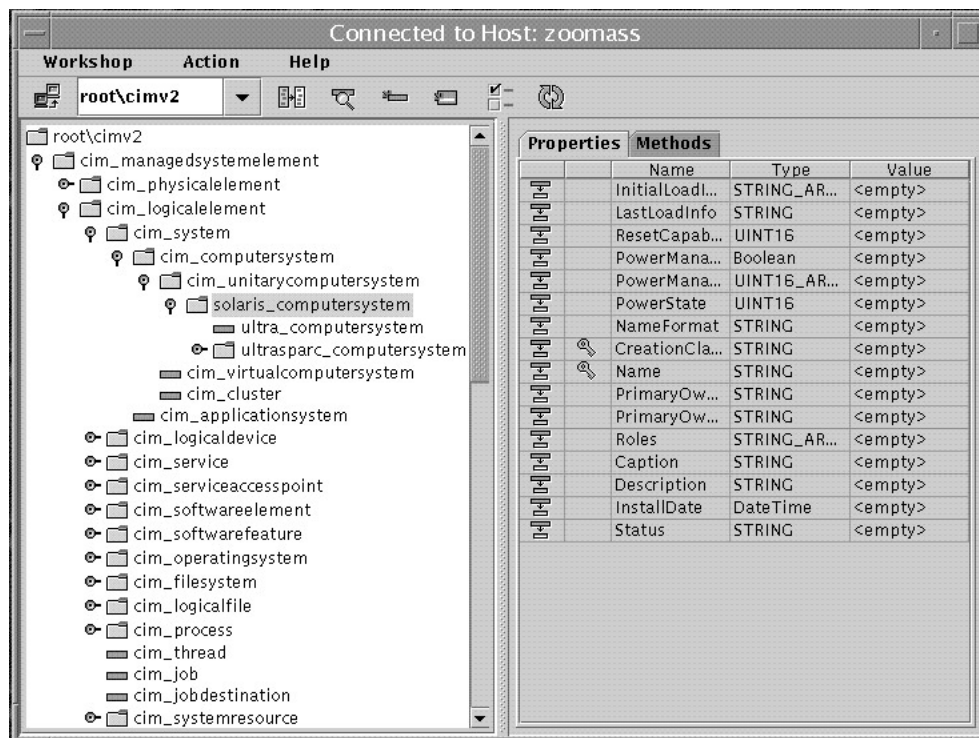 Connected to Host: zoomass
Workshop Action Help
root\cimv2
root\cimv2
cim_managedsystemelement
cim_physicalelement
cim_logicalelement
cim_system
cim_computersystem
cim_unitarycomputersystem
solaris_computersystem
ultra_computersystem
ultrasparc_computersystem
cim_virtualcomputersystem
cim_cluster
cim_applicationsystem
cim_logicaldevice
cim_service
cim_serviceaccesspoint
cim_softwareelement
cim_softwarefeature
cim_operatingsystem
cim_filesystem
cim_logicalfile
cim_process
cim_thread
cim_job
cim_jobdestination
cim_systemresource
Properties Methods
Name Type Value
InitialLoadI... STRING_AR... <empty>
LastLoadInfo STRING <empty>
ResetCapab... UINT16 <empty>
PowerMana... Boolean <empty>
PowerMana... UINT16_AR... <empty>
PowerState UINT16 <empty>
NameFormat STRING <empty>
CreationCla... STRING <empty>
Name STRING <empty>
PrimaryOw... STRING <empty>
PrimaryOw... STRING <empty>
Roles STRING_AR... <empty>
Caption STRING <empty>
Description STRING <empty>
InstallDate DateTime <empty>
Status STRING <empty>